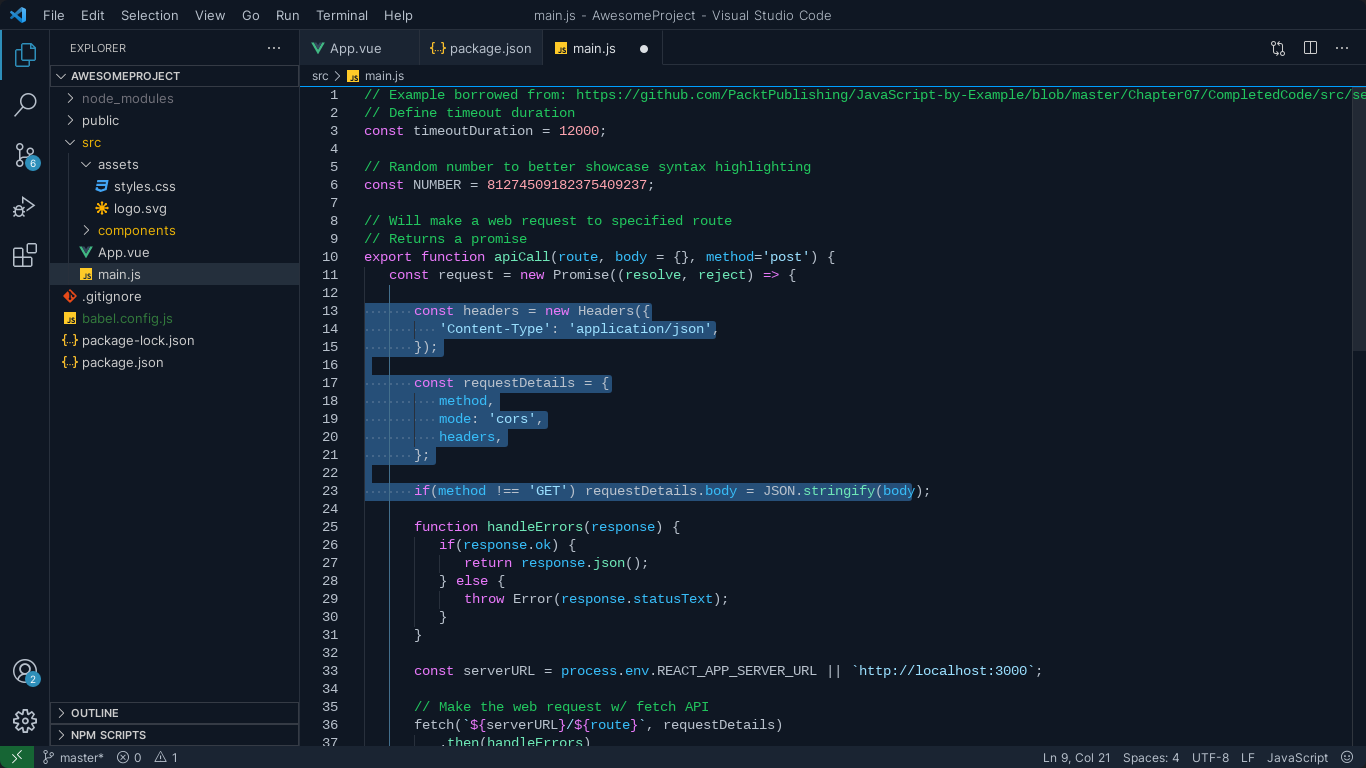 File Edit Selection View Go Run Terminal Help
main.js - AwesomeProject - Visual Studio Code
EXPLORER
App.vue
{..} package.json
JS main.js
AWESOMEPROJECT
node_modules
public
src
assets
styles.css
logo.svg
components
App.vue
JS main.js
.gitignore
JS babel.config.js
{..} package-lock.json
{..} package.json
OUTLINE
NPM SCRIPTS
6
2
src > JS main.js
1 // Example borrowed from: https://github.com/PacktPublishing/JavaScript-by-Example/blob/master/Chapter07/CompletedCode/src/se
2 // Define timeout duration
3 const timeoutDuration = 12000;
4
5 // Random number to better showcase syntax highlighting
6 const NUMBER = 81274509182375409237;
7
8 // Will make a web request to specified route
9 // Returns a promise
10 export function apiCall(route, body = {}, method='post') {
11 const request = new Promise((resolve, reject) => {
12
13 const headers = new Headers({
14 'Content-Type': 'application/json',
15 });
16
17 const requestDetails = {
18 method,
19 mode: 'cors',
20 headers,
21 };
22
23 if(method !== 'GET') requestDetails.body = JSON.stringify(body);
24
25 function handleErrors(response) {
26 if(response.ok) {
27 return response.json();
28 } else {
29 throw Error(response.statusText);
30 }
31 }
32
33 const serverURL = process.env.REACT_APP_SERVER_URL || `http://localhost:3000`;
34
35 // Make the web request w/ fetch API
36 fetch(`${serverURL}/${route}`, requestDetails)
37 .then(handleErrors)
master* 0 1
Ln 9, Col 21 Spaces: 4 UTF-8 LF JavaScript